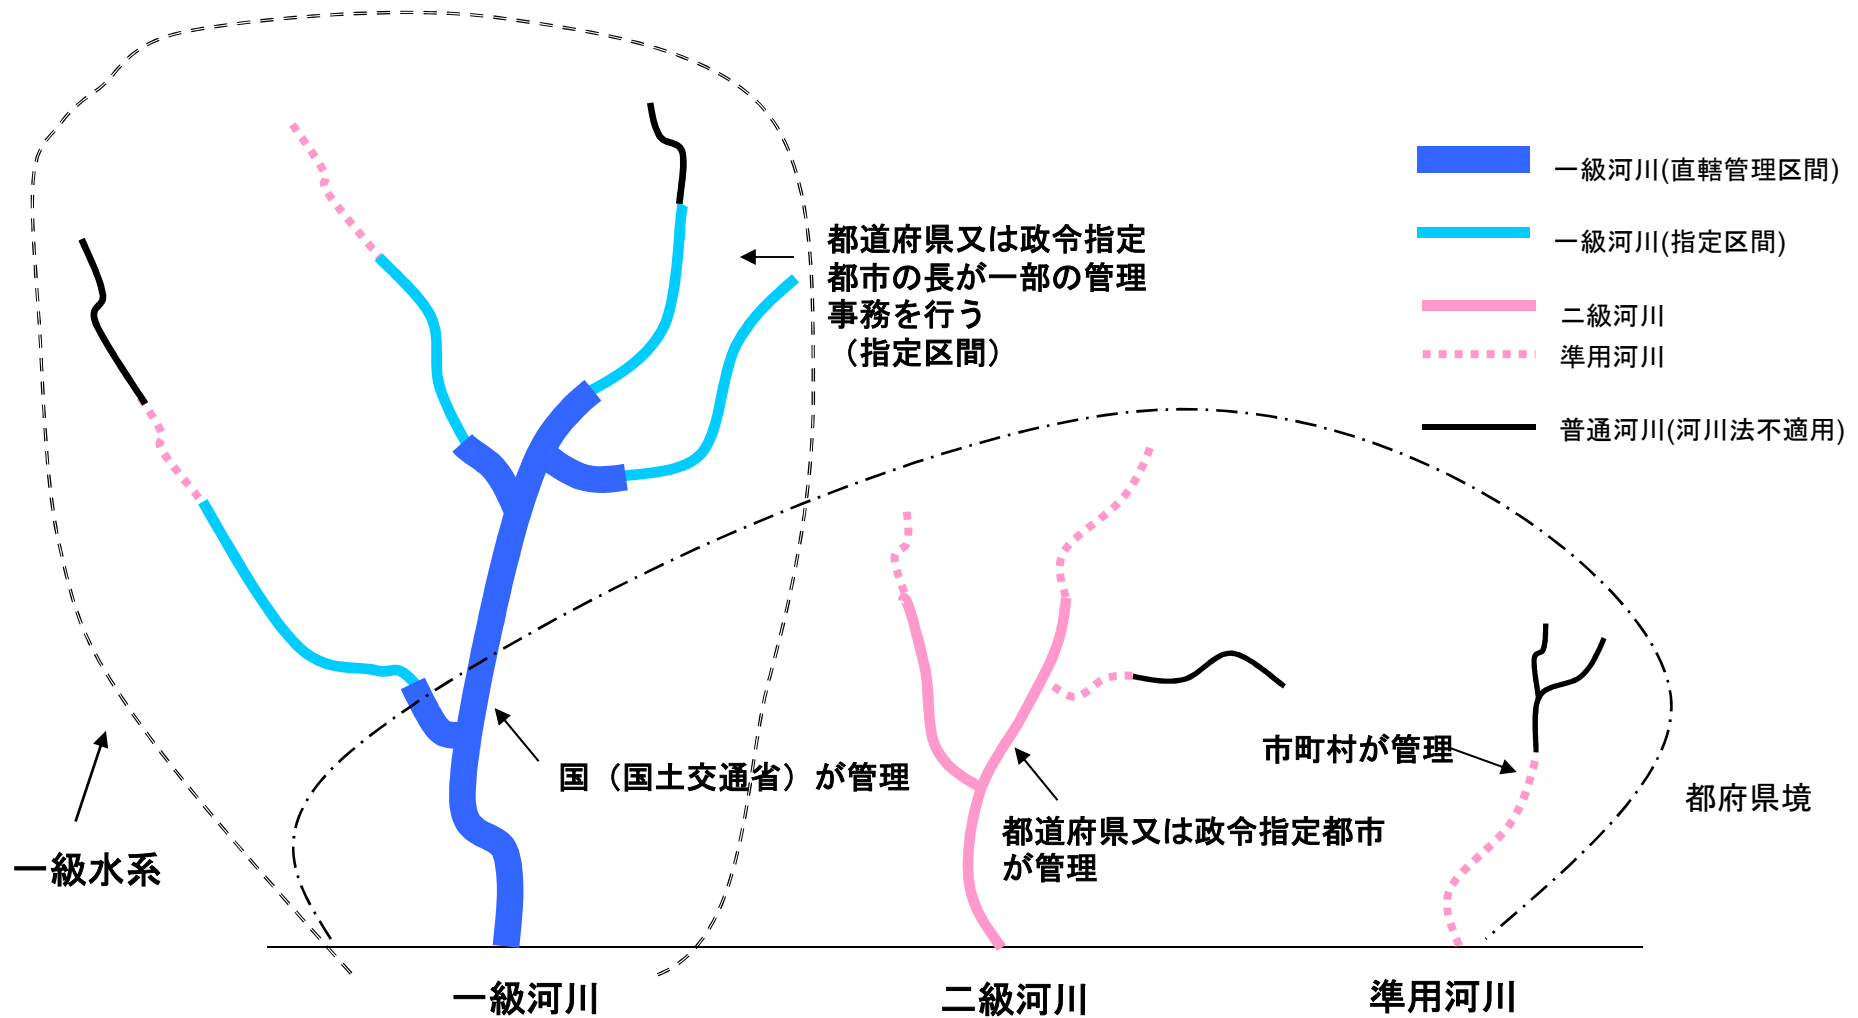 一級河川(直轄管理区間)
一級河川(指定区間)
二級河川
準用河川
普通河川(河川法不適用)
都道府県又は政令指定
都市の長が一部の管理
事務を行う
（指定区間）
国（国土交通省）が管理
市町村が管理
都府県境
都道府県又は政令指定都市
が管理
一級水系
一級河川
二級河川
準用河川